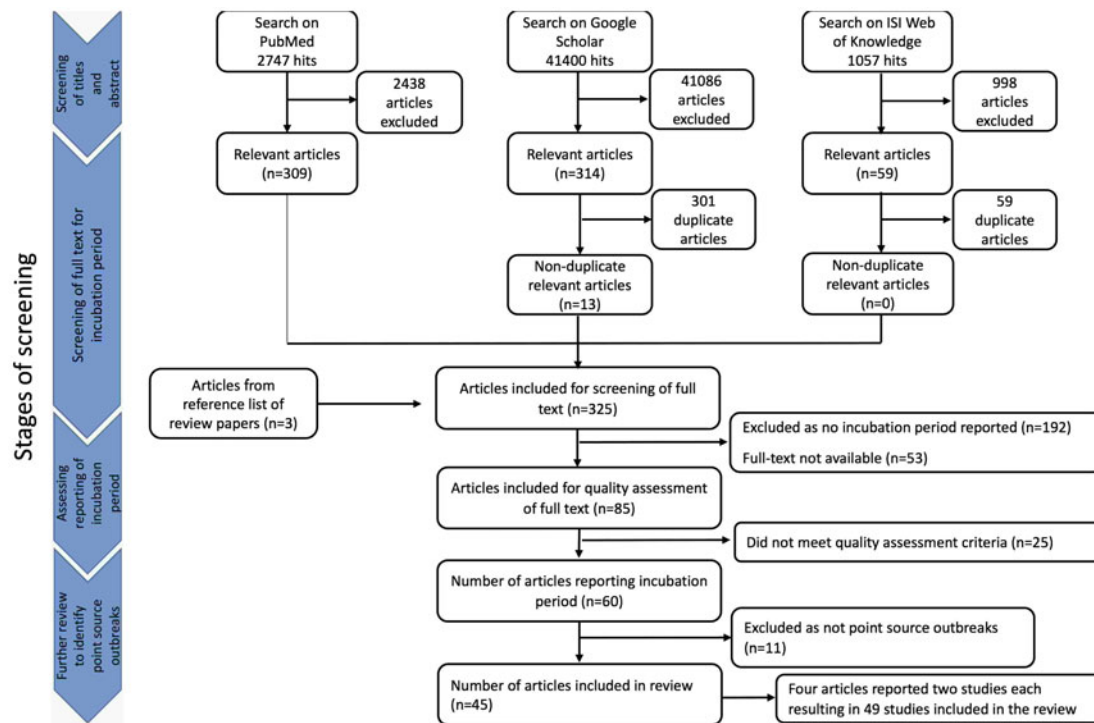 Stages of screening
Screening of titles
and
abstract
Screening of full text for
incubation period
Assessing
reporting of
incubation
period
Further review
to identify
point source
outbreaks
Search on
PubMed
2747 hits
Search on Google
Scholar
41400 hits
Search on ISI Web
of Knowledge
1057 hits
2438
articles
excluded
41086
articles
excluded
998
articles
excluded
Relevant articles
(n=309)
Relevant articles
(n=314)
Relevant articles
(n=59)
301
duplicate
articles
59
duplicate
articles
Non-duplicate
relevant articles
(n=13)
Non-duplicate
relevant articles
(n=0)
Articles from
reference list of
review papers (n=3)
Articles included for screening of full
text (n=325)
Excluded as no incubation period reported (n=192)
Full-text not available (n=53)
Articles included for quality assessment
of full text (n=85)
Did not meet quality assessment criteria (n=25)
Number of articles reporting incubation
period (n=60)
Excluded as not point source outbreaks
(n=11)
Number of articles included in review
(n=45)
Four articles reported two studies each
resulting in 49 studies included in the review